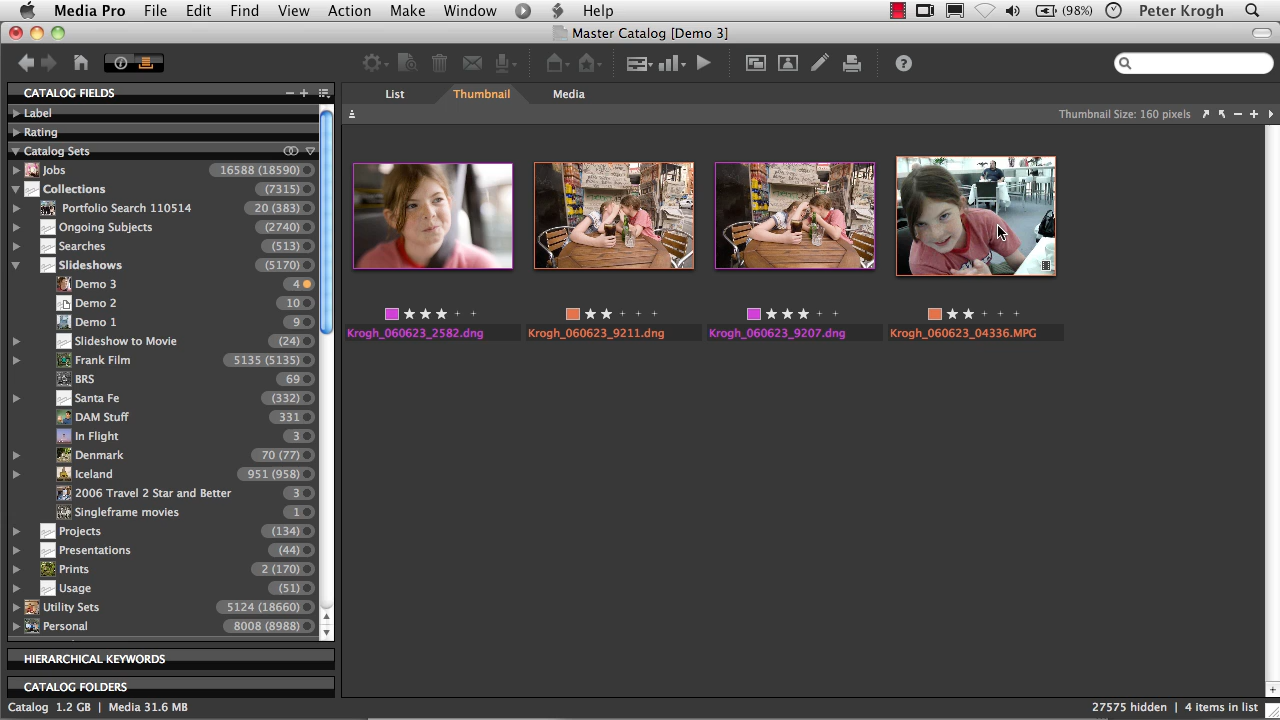 Media Pro File Edit Find View Action Make Window Help (98%) Peter Krogh
Master Catalog [Demo 3]
CATALOG FIELDS
List Thumbnail Media
Label
Thumbnail Size: 160 pixels
Rating
Catalog Sets
Jobs 16588 (18590)
Collections (7315)
Portfolio Search 110514 20 (383)
Ongoing Subjects (2740)
Searches (513)
Slideshows (5170)
Demo 3 4
Demo 2 10
Demo 1 9
Slideshow to Movie (24)
Frank Film 5135 (5135)
BRS 69
Santa Fe (332)
DAM Stuff 331
In Flight 3
Denmark 70 (77)
Iceland 951 (958)
2006 Travel 2 Star and Better 3
Singleframe movies 1
Projects (134)
Presentations (44)
Prints 2 (170)
Usage (51)
Utility Sets 5124 (18660)
Personal 8008 (8988)
Krogh_060623_2582.dng
Krogh_060623_9211.dng
Krogh_060623_9207.dng
Krogh_060623_04336.MPG
HIERARCHICAL KEYWORDS
CATALOG FOLDERS
Catalog 1.2 GB | Media 31.6 MB
27575 hidden | 4 items in list